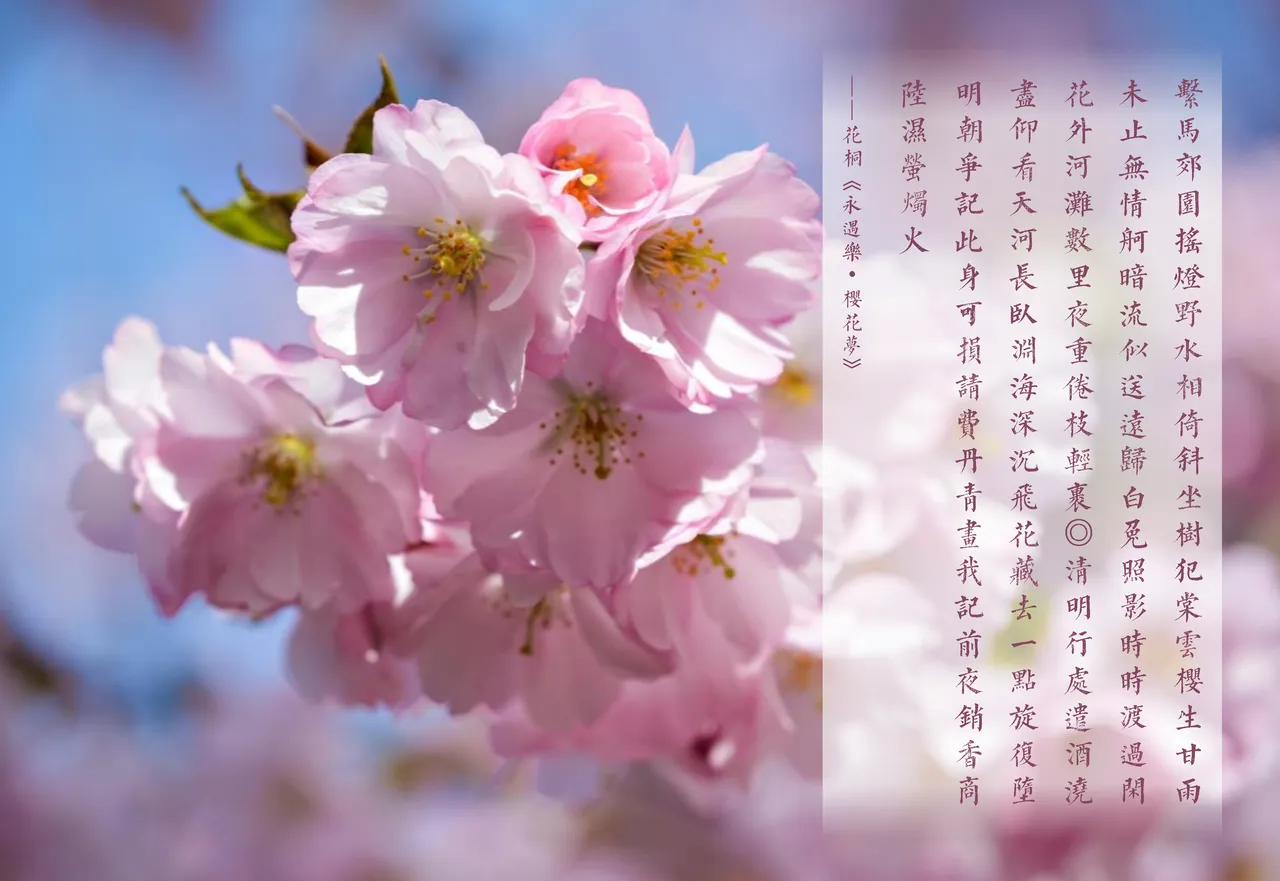 繫馬郊園搖燈野水相倚斜坐樹犯棠雲櫻生甘雨
未止無情舸暗流似送遠歸白兎照影時時渡過閑
花外河灘數里夜重倦枝輕裹◎清明行處遣酒澆
盡仰看天河長臥淵海深沉飛花藏去一點旋復墮
明朝爭記此身可損請費丹青畫我記前夜銷香商
陸濕螢燭火
——花桐《永遇樂•櫻花夢》